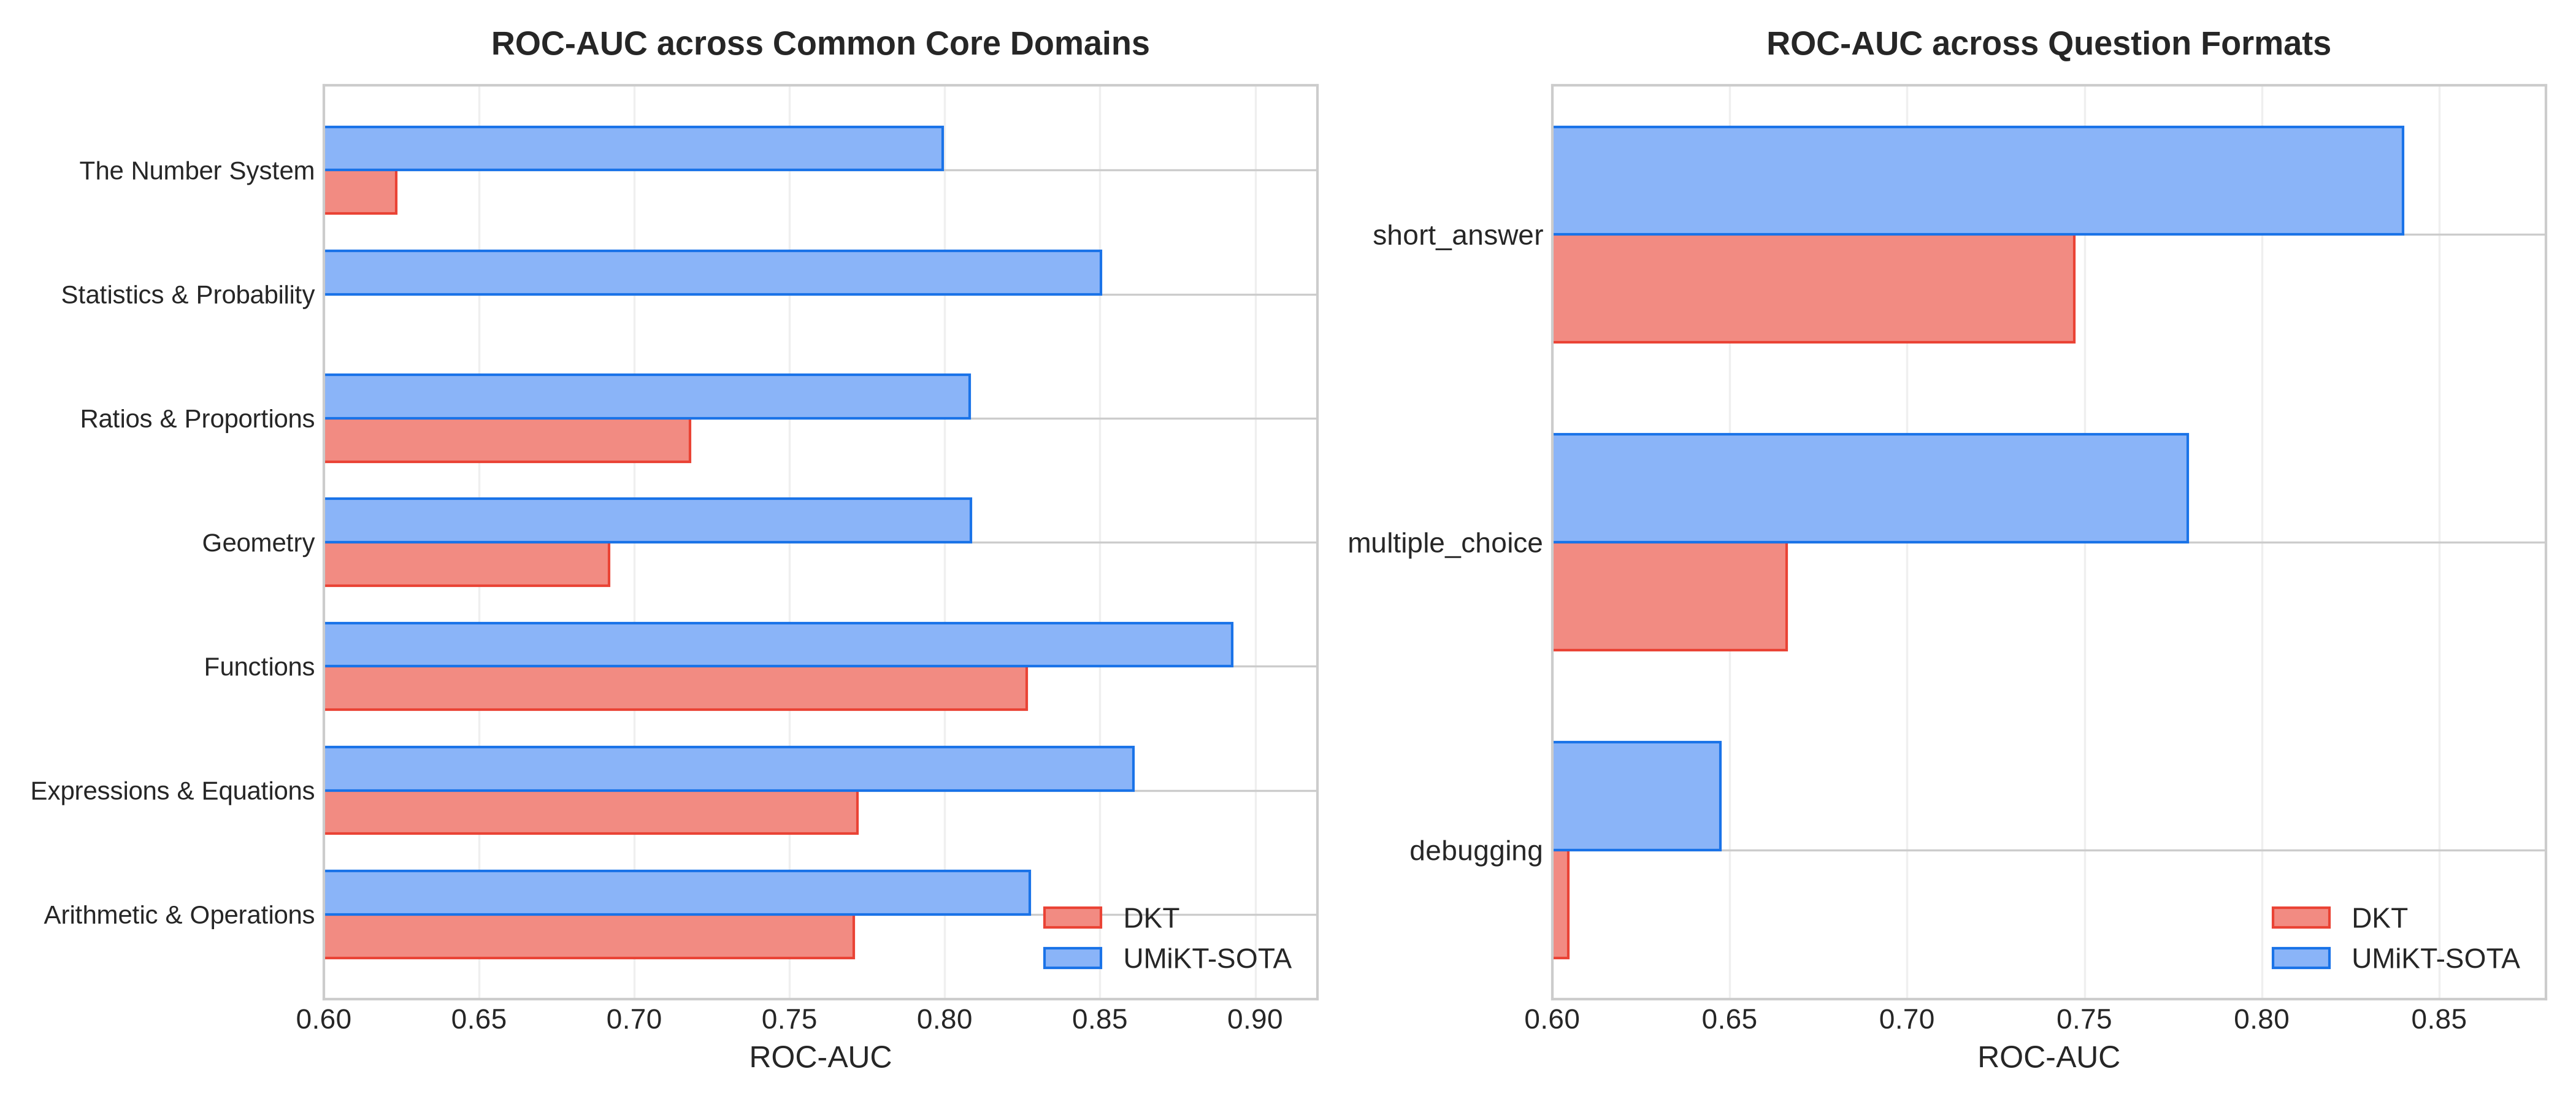 ROC-AUC across Common Core Domains
The Number System
Statistics & Probability
Ratios & Proportions
Geometry
Functions
Expressions & Equations
Arithmetic & Operations
DKT
UMiKT-SOTA
0.60 0.65 0.70 0.75 0.80 0.85 0.90
ROC-AUC
ROC-AUC across Question Formats
short_answer
multiple_choice
debugging
DKT
UMiKT-SOTA
0.60 0.65 0.70 0.75 0.80 0.85
ROC-AUC